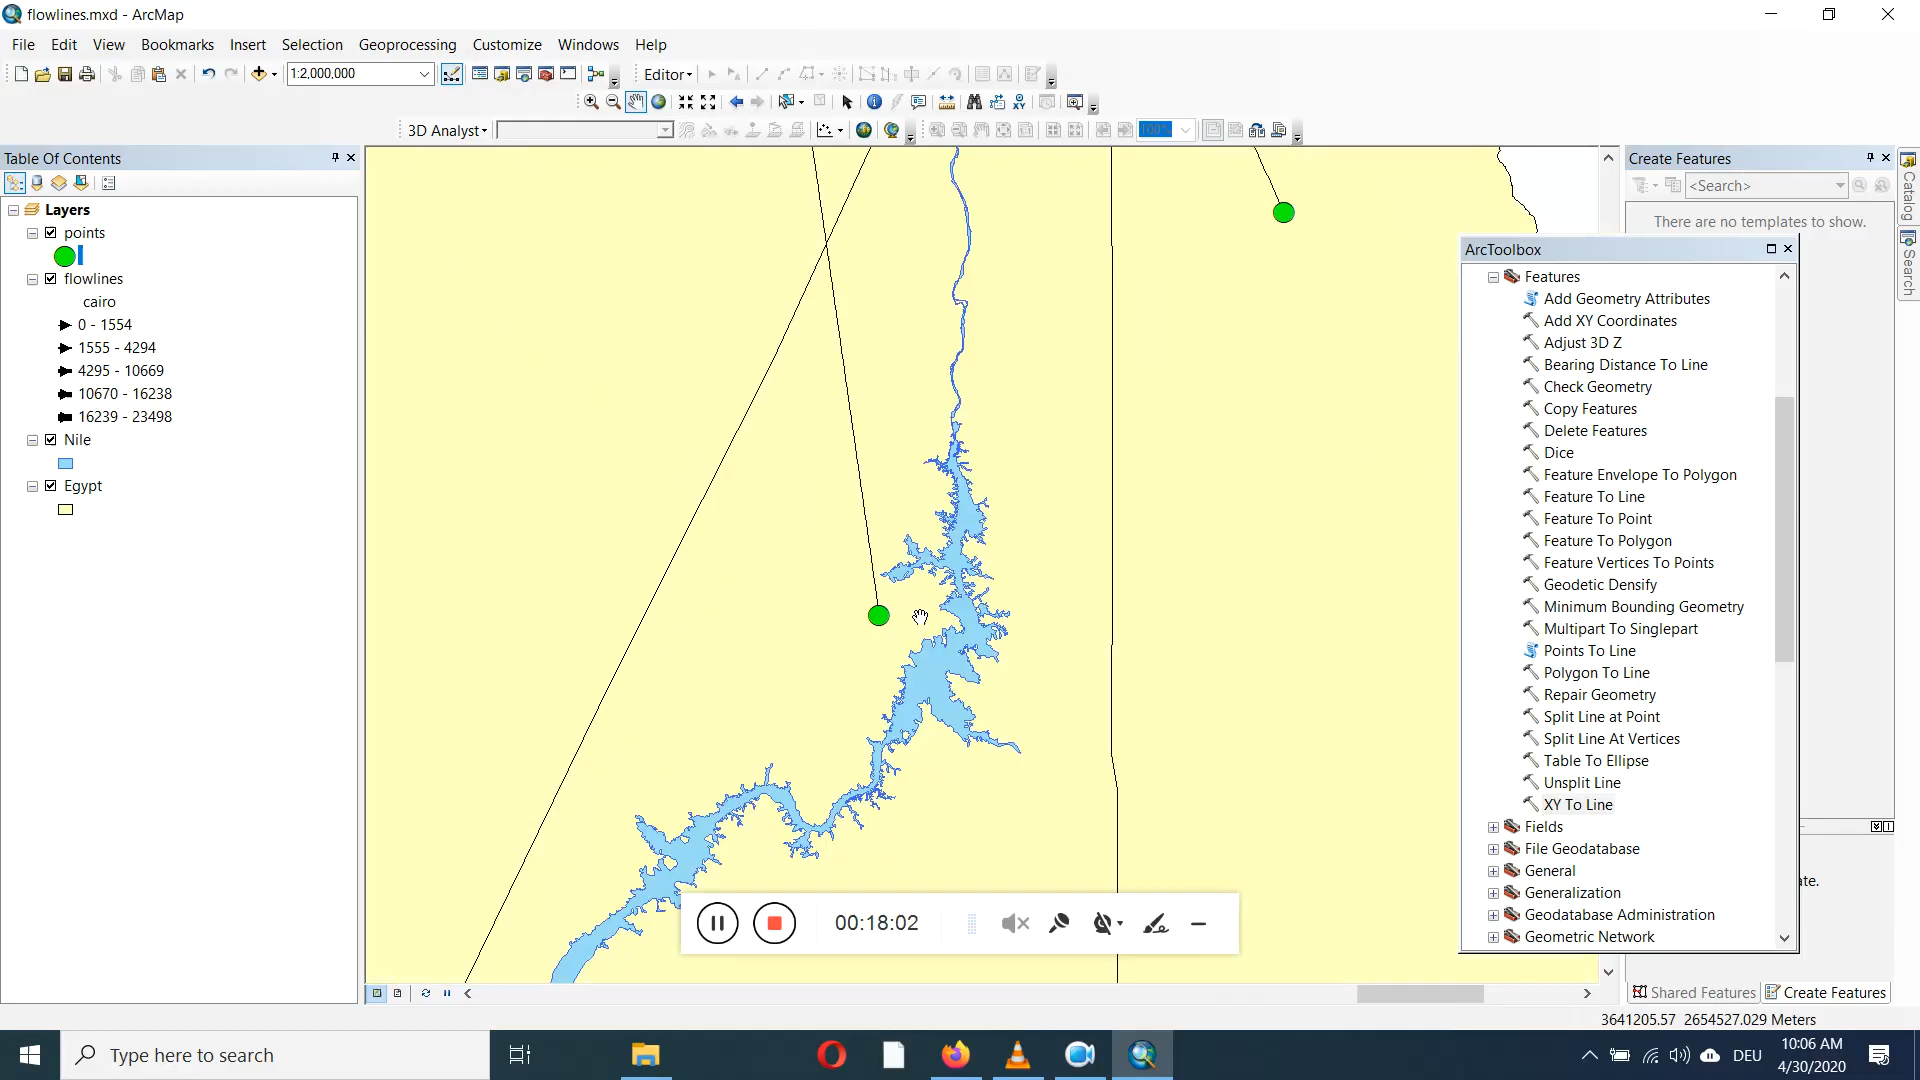 flowlines.mxd - ArcMap
File Edit View Bookmarks Insert Selection Geoprocessing Customize Windows Help
1:2,000,000
Editor
XY
3D Analyst
100%
Table Of Contents
Layers
points
flowlines
cairo
0 - 1554
1555 - 4294
4295 - 10669
10670 - 16238
16239 - 23498
Nile
Egypt
00:18:02
Create Features
<Search>
There are no templates to show.
Catalog
Search
ArcToolbox
Features
Add Geometry Attributes
Add XY Coordinates
Adjust 3D Z
Bearing Distance To Line
Check Geometry
Copy Features
Delete Features
Dice
Feature Envelope To Polygon
Feature To Line
Feature To Point
Feature To Polygon
Feature Vertices To Points
Geodetic Densify
Minimum Bounding Geometry
Multipart To Singlepart
Points To Line
Polygon To Line
Repair Geometry
Split Line at Point
Split Line At Vertices
Table To Ellipse
Unsplit Line
XY To Line
Fields
File Geodatabase
General
Generalization
Geodatabase Administration
Geometric Network
ate.
Shared Features Create Features
3641205.57 2654527.029 Meters
Type here to search
DEU
10:06 AM
4/30/2020